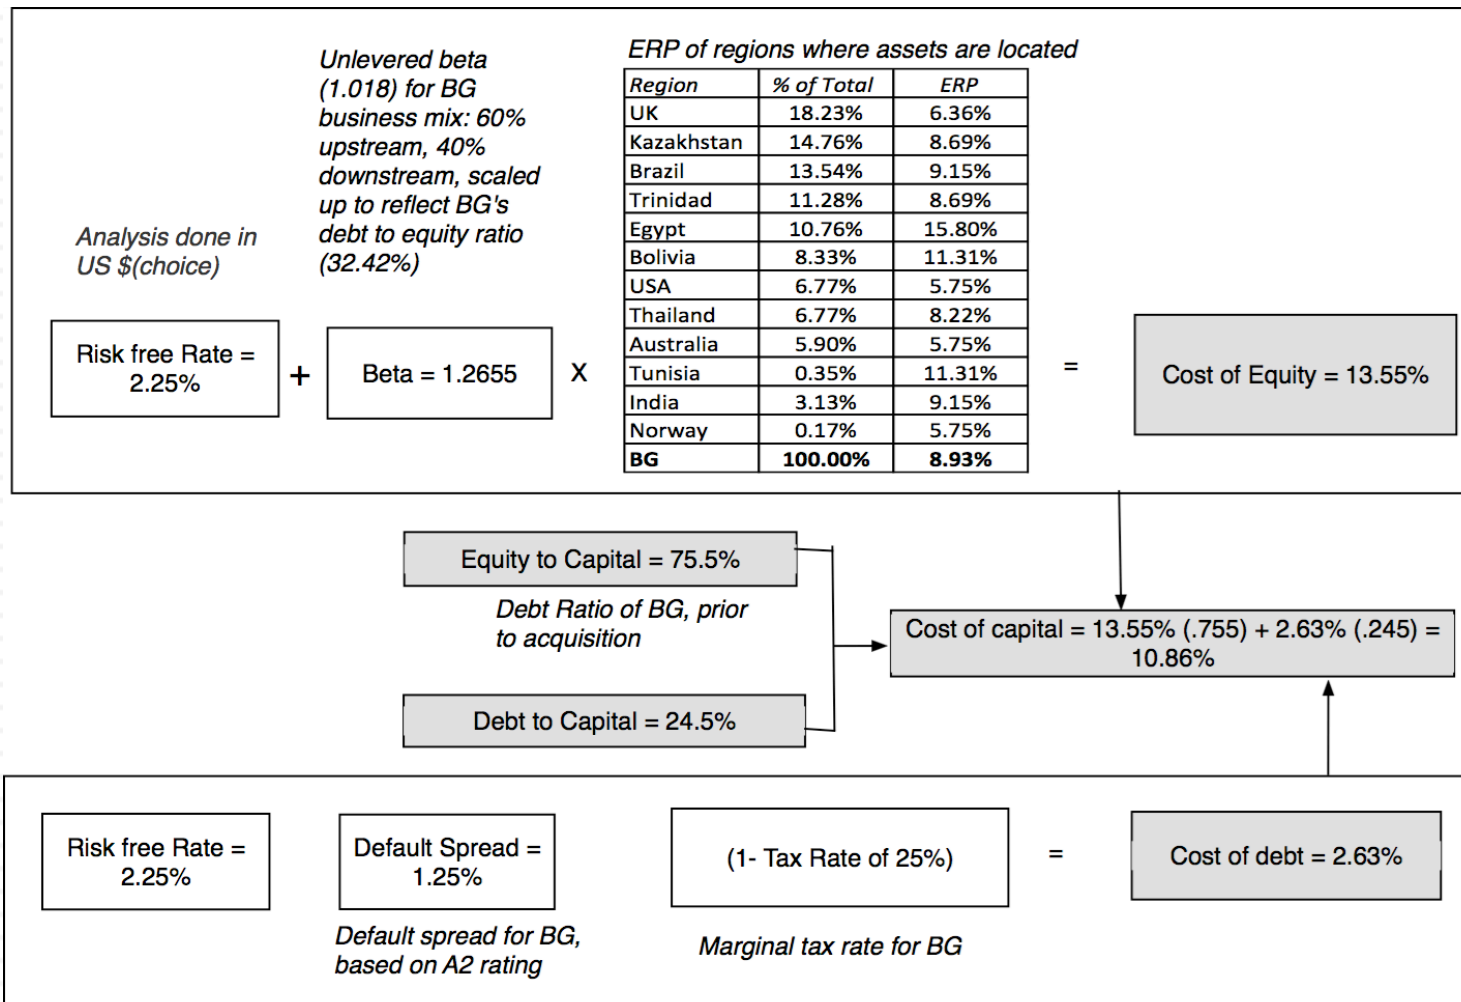 Unlevered beta
(1.018) for BG
business mix: 60%
upstream, 40%
downstream, scaled
up to reflect BG's
debt to equity ratio
(32.42%)
ERP of regions where assets are located
Region % of Total ERP
UK 18.23% 6.36%
Kazakhstan 14.76% 8.69%
Brazil 13.54% 9.15%
Trinidad 11.28% 8.69%
Egypt 10.76% 15.80%
Bolivia 8.33% 11.31%
USA 6.77% 5.75%
Thailand 6.77% 8.22%
Australia 5.90% 5.75%
Tunisia 0.35% 11.31%
India 3.13% 9.15%
Norway 0.17% 5.75%
BG 100.00% 8.93%
Analysis done in
US $(choice)
Risk free Rate =
2.25%
+
Beta = 1.2655
X
=
Cost of Equity = 13.55%
Equity to Capital = 75.5%
Debt Ratio of BG, prior
to acquisition
Debt to Capital = 24.5%
Cost of capital = 13.55% (.755) + 2.63% (.245) =
10.86%
Risk free Rate =
2.25%
Default Spread =
1.25%
Default spread for BG,
based on A2 rating
(1- Tax Rate of 25%)
Marginal tax rate for BG
=
Cost of debt = 2.63%